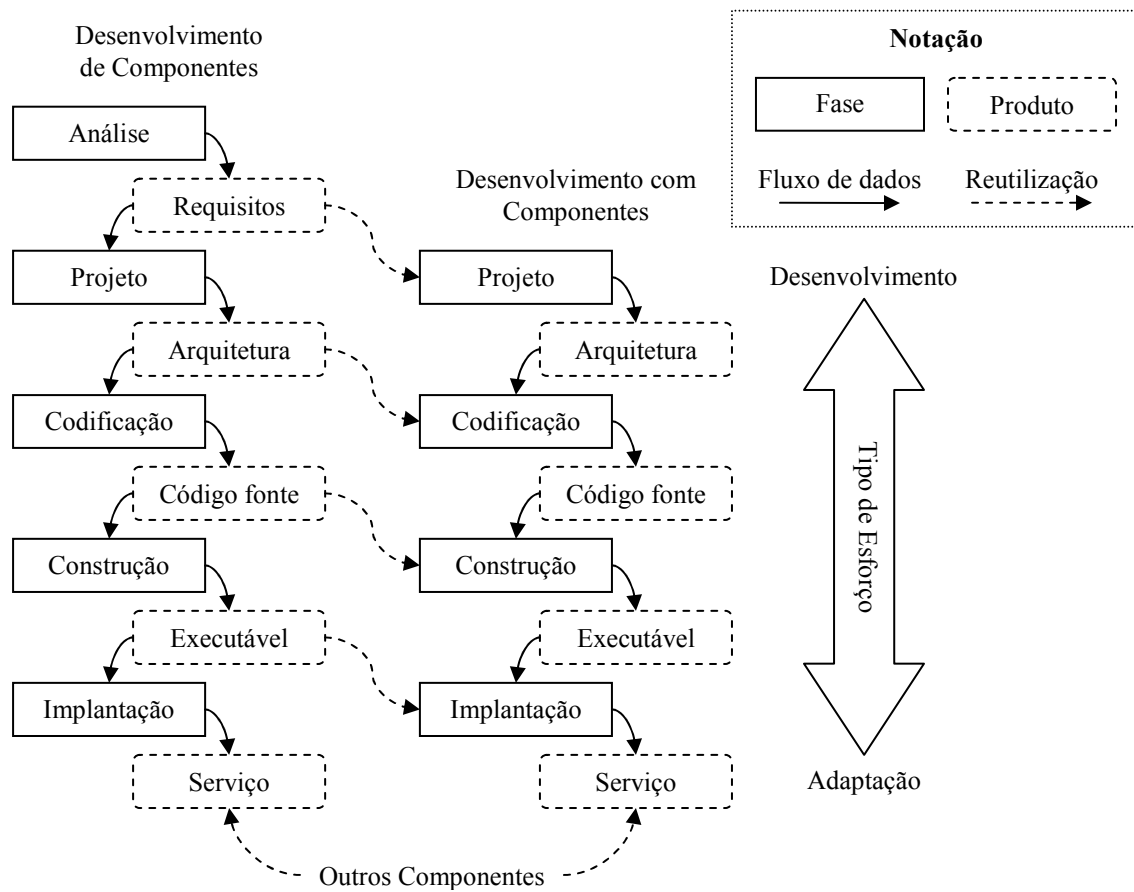 Desenvolvimento
de Componentes
Notação
Fase
Produto
Fluxo de dados
Reutilização
Análise
Requisitos
Desenvolvimento com
Componentes
Projeto
Projeto
Desenvolvimento
Arquitetura
Arquitetura
Codificação
Codificação
Tipo de Esforço
Código fonte
Código fonte
Construção
Construção
Executável
Executável
Implantação
Implantação
Serviço
Serviço
Adaptação
Outros Componentes